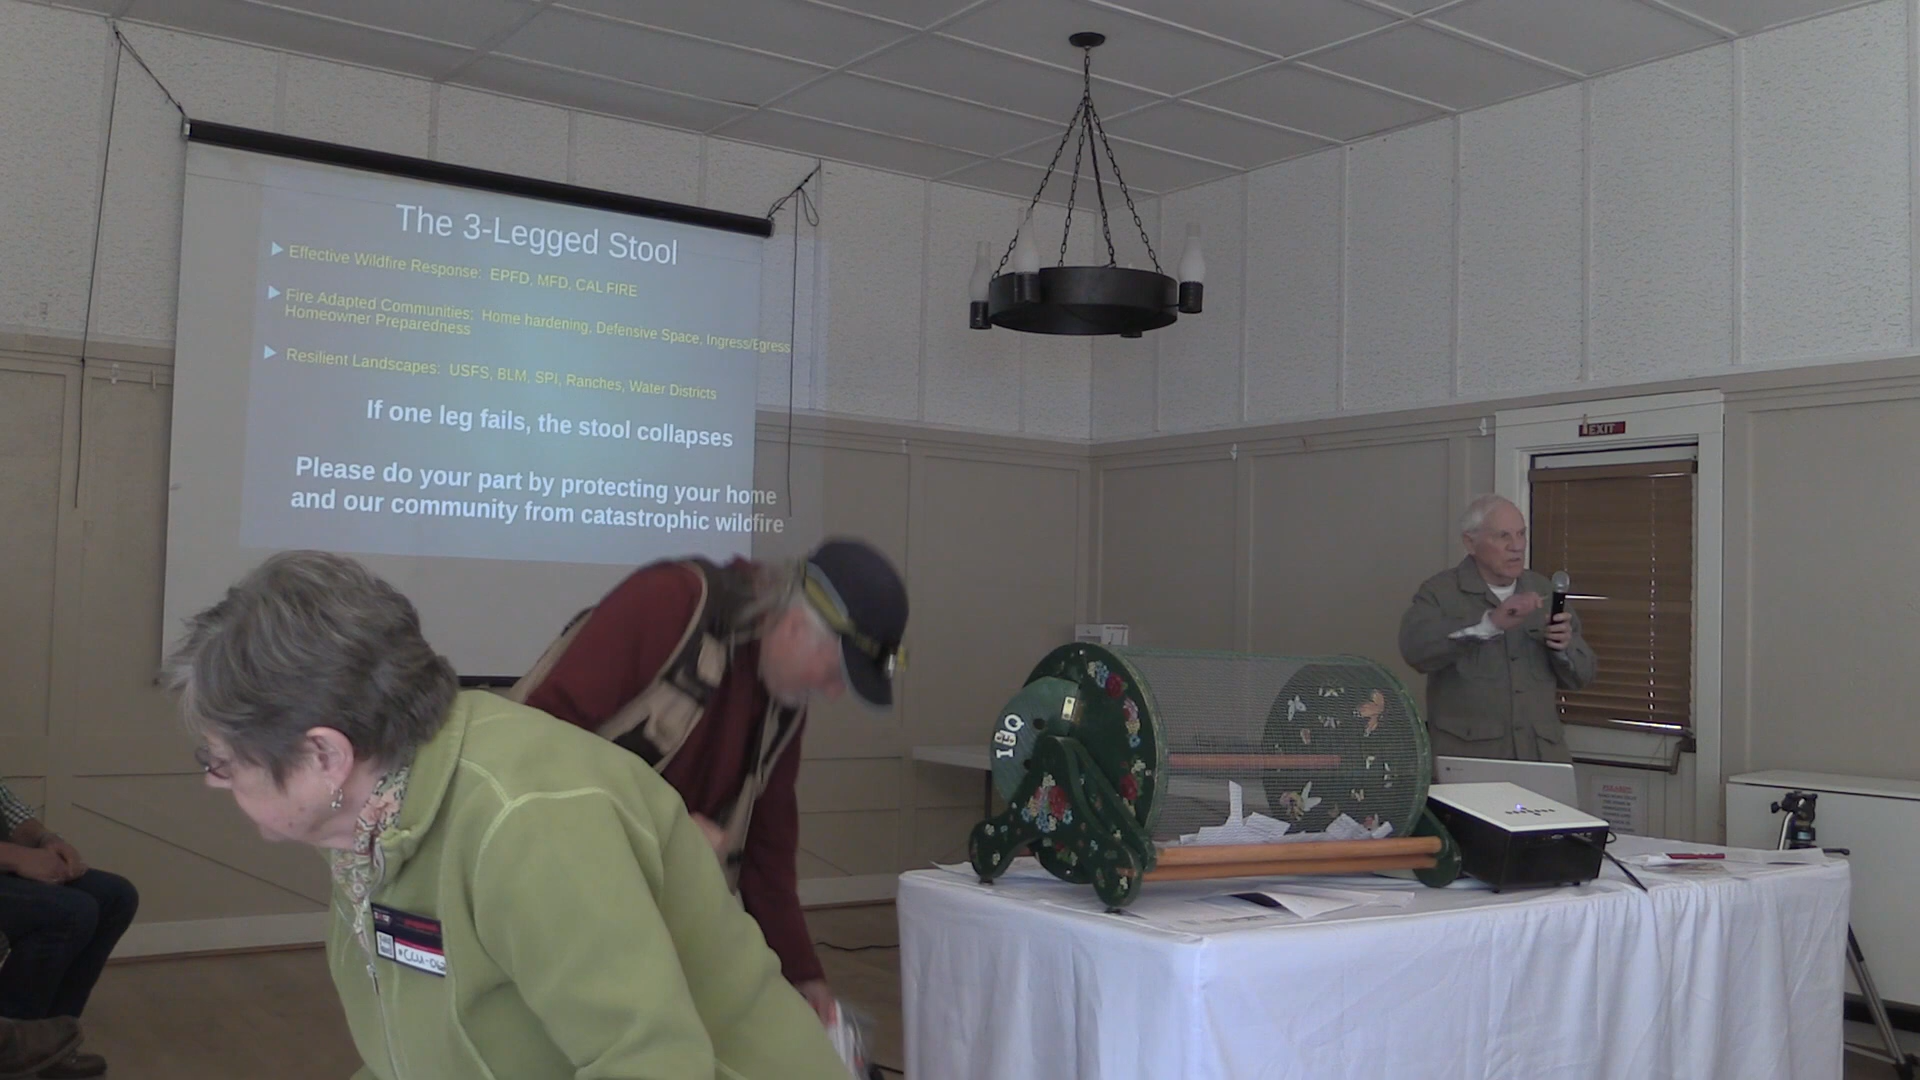 The 3-Legged Stool
Effective Wildfire Response: EPFD, MFD, CAL FIRE
Fire Adapted Communities: Home hardening, Defensive Space, Ingress/Egress
Homeowner Preparedness
Resilient Landscapes: USFS, BLM, SPI, Ranches, Water Districts
If one leg fails, the stool collapses
Please do your part by protecting your home
and our community from catastrophic wildfire
EXIT